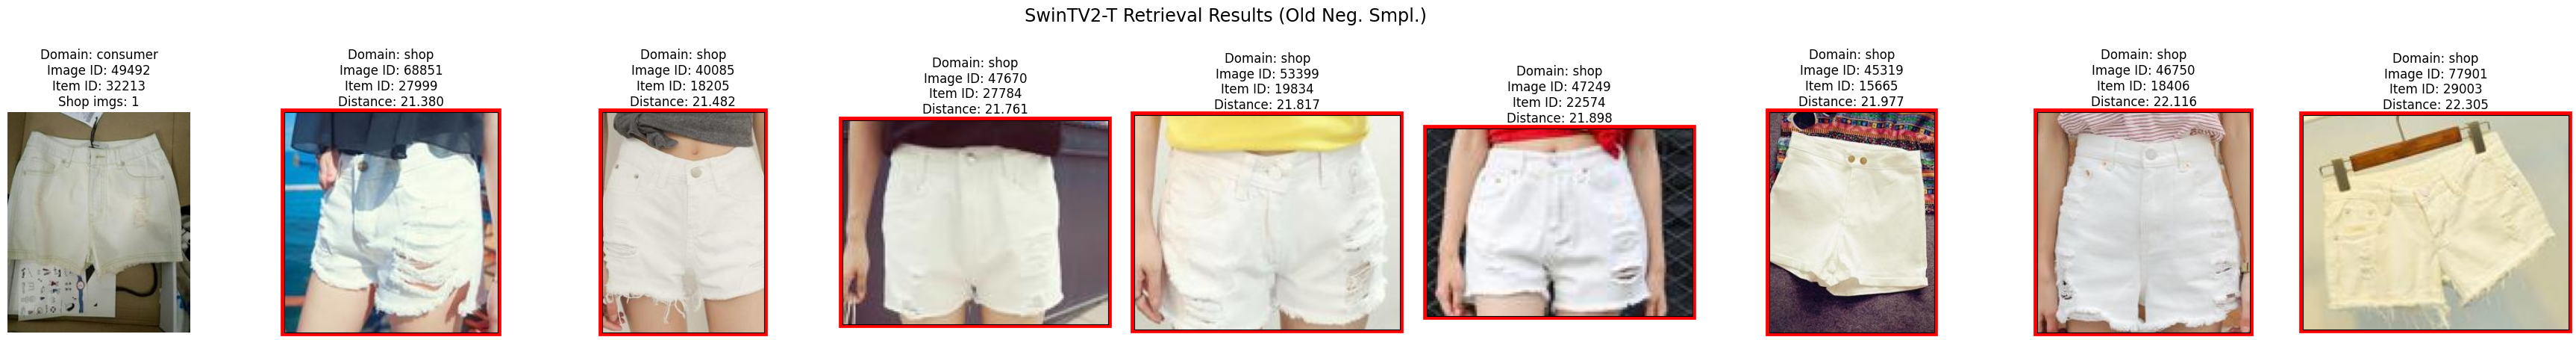 SwinTV2-T Retrieval Results (Old Neg. Smpl.)
Domain: consumer
Image ID: 49492
Item ID: 32213
Shop imgs: 1
Domain: shop
Image ID: 68851
Item ID: 27999
Distance: 21.380
Domain: shop
Image ID: 40085
Item ID: 18205
Distance: 21.482
Domain: shop
Image ID: 47670
Item ID: 27784
Distance: 21.761
Domain: shop
Image ID: 53399
Item ID: 19834
Distance: 21.817
Domain: shop
Image ID: 47249
Item ID: 22574
Distance: 21.898
Domain: shop
Image ID: 45319
Item ID: 15665
Distance: 21.977
Domain: shop
Image ID: 46750
Item ID: 18406
Distance: 22.116
Domain: shop
Image ID: 77901
Item ID: 29003
Distance: 22.305